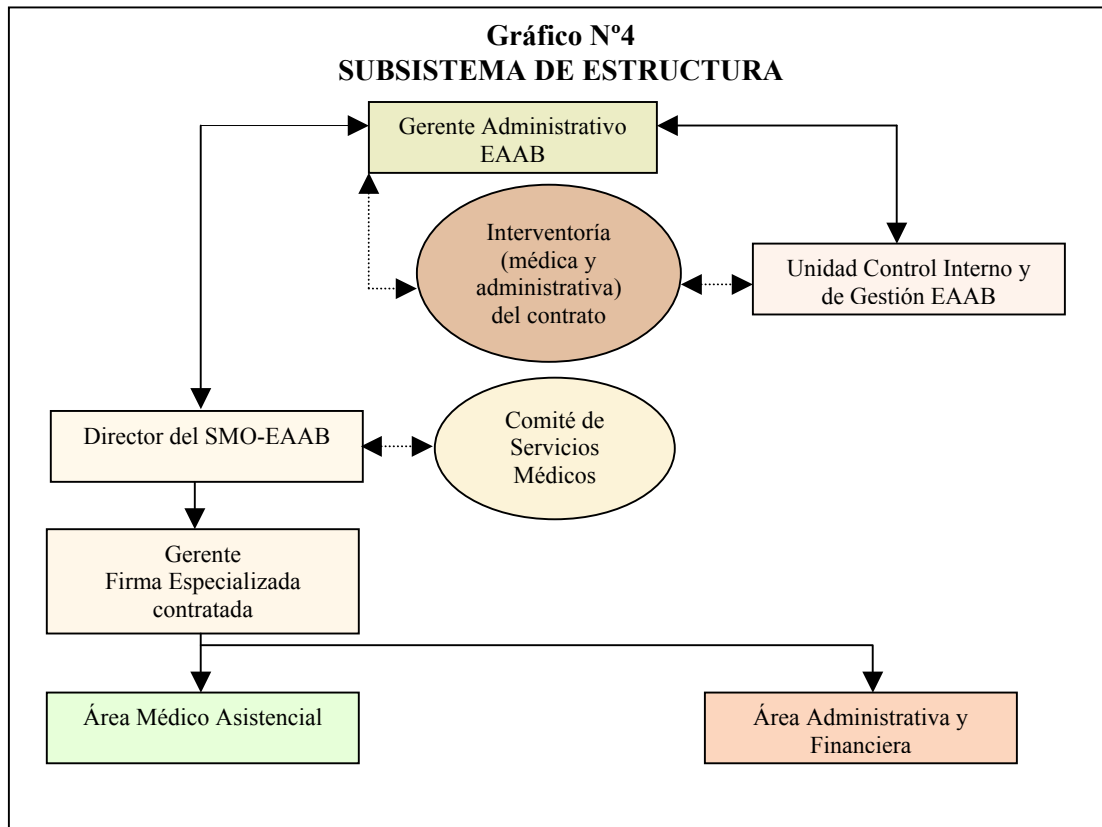 Gráfico Nº4
SUBSISTEMA DE ESTRUCTURA
Gerente Administrativo
EAAB
Interventoría
(médica y
administrativa)
del contrato
Unidad Control Interno y
de Gestión EAAB
Director del SMO-EAAB
Comité de
Servicios
Médicos
Gerente
Firma Especializada
contratada
Área Médico Asistencial
Área Administrativa y
Financiera